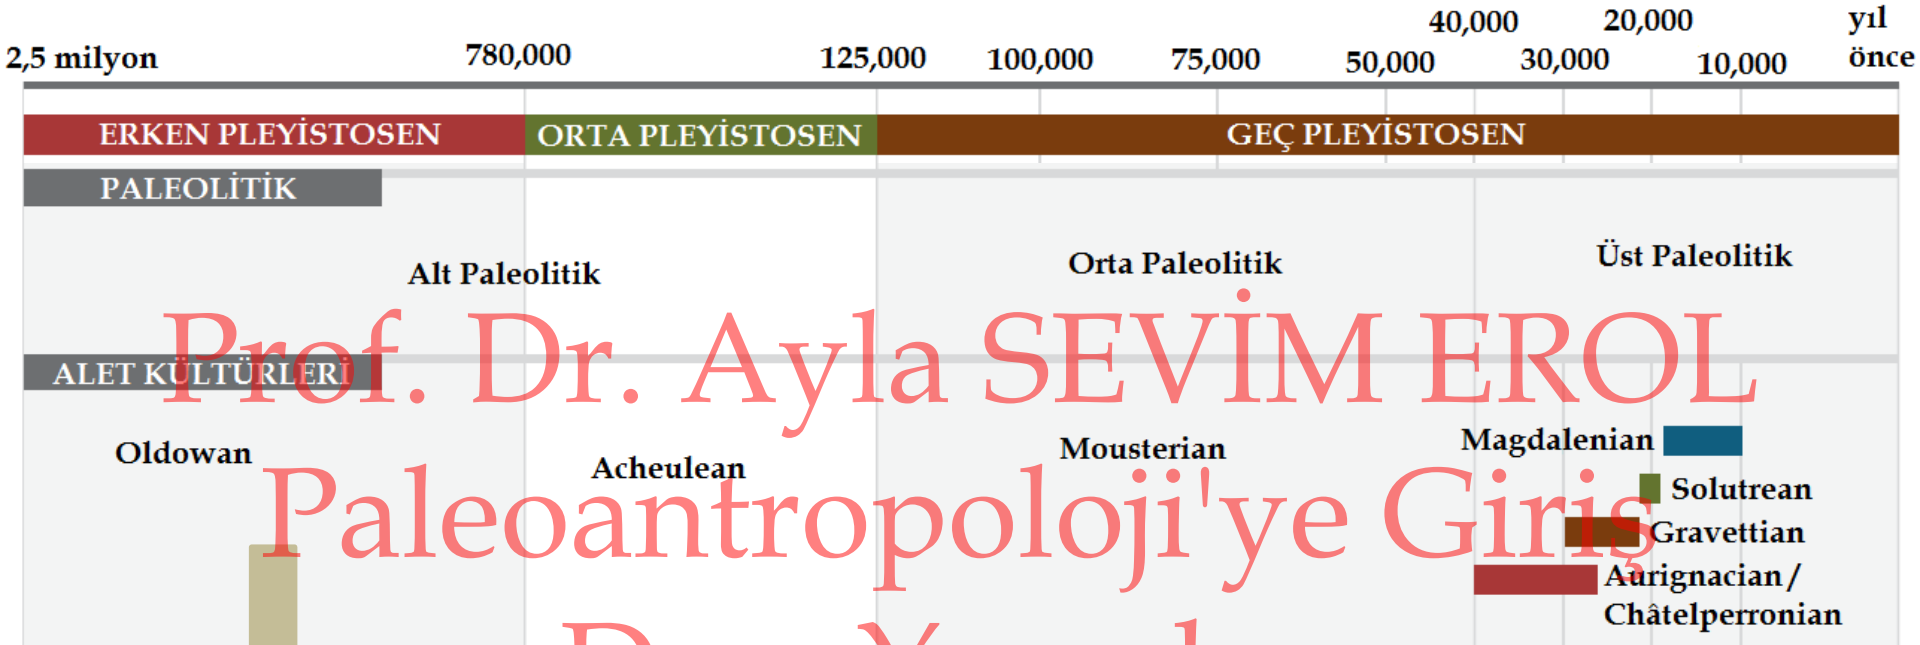 40,000 20,000 yıl
2,5 milyon 780,000 125,000 100,000 75,000 50,000 30,000 10,000 önce
ERKEN PLEYİSTOSEN ORTA PLEYİSTOSEN GEÇ PLEYİSTOSEN
PALEOLİTİK
Alt Paleolitik Orta Paleolitik Üst Paleolitik
Prof. Dr. Ayla SEVİM EROL
ALET KÜLTÜRLERİ
Oldowan Acheulean Mousterian Magdalenian
Paleoantropoloji'ye Giriş
Solutrean
Gravettian
Aurignacian/
Châtelperronian